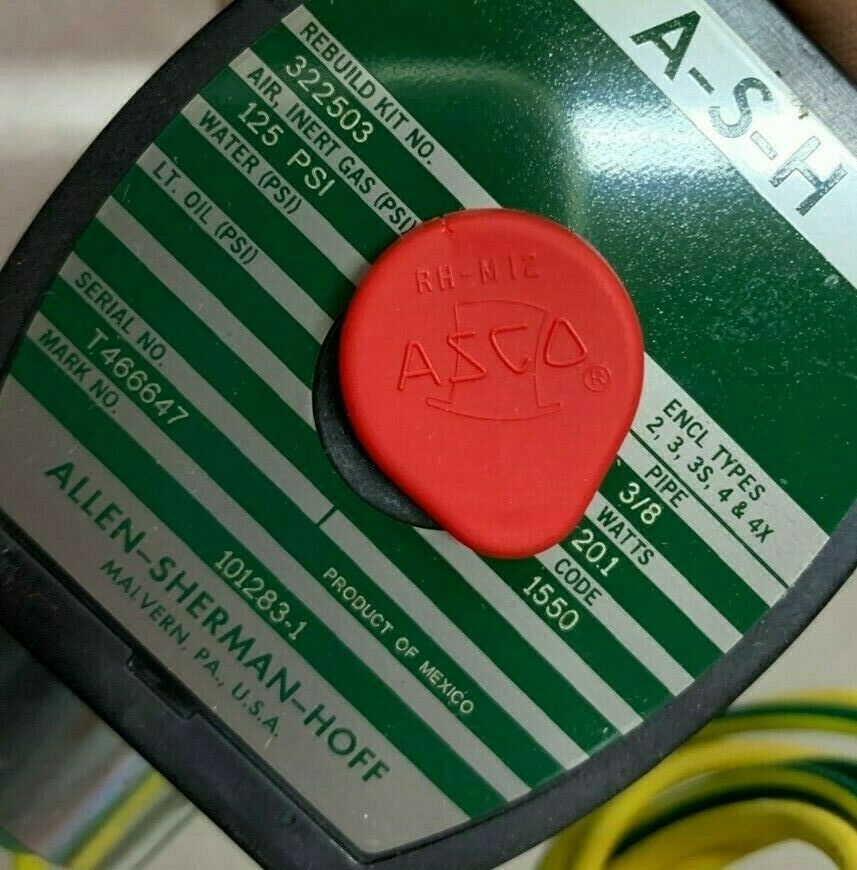 A-S-H
REBUILD KIT NO.
322503
AIR, INERT GAS (PSI)
125 PSI
WATER (PSI)
LT. OIL (PSI)
SERIAL NO.
T466647
MARK NO.
101283-1
ALLEN-SHERMAN-HOFF
MALVERN, PA., U.S.A.
RH-M12
ASCO®
ENCL TYPES
2, 3, 3S, 4 & 4X
PIPE
3/8
WATTS
20.1
CODE
1550
PRODUCT OF MEXICO